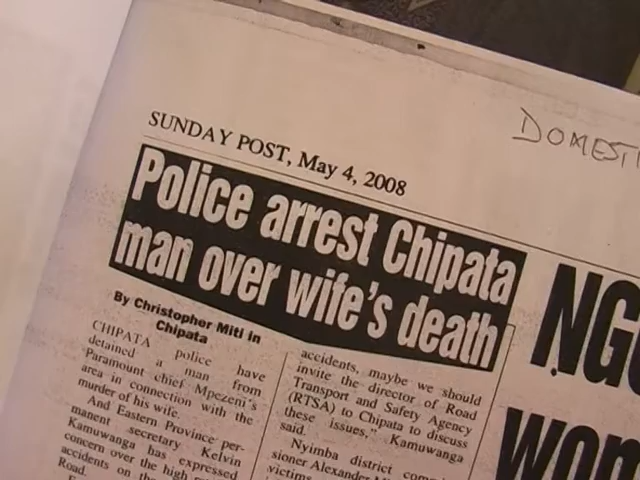 DOMESTI
SUNDAY POST, May 4, 2008
Police arrest Chipata
man over wife's death
By Christopher Miti in
Chipata
CHIPATA police have
detained a man from
Paramount chief Mpezeni's
area in connection with the
murder of his wife.
And Eastern Province per-
manent secretary Kelvin
Kamuwanga has expressed
concern over the high
accidents on the
Road.
accidents, maybe we should
invite the director of Road
Transport and Safety Agency
(RTSA) to Chipata to discuss
these issues," Kamuwanga
said.
Nyimba district
sioner Alexander
victims
NG
wom